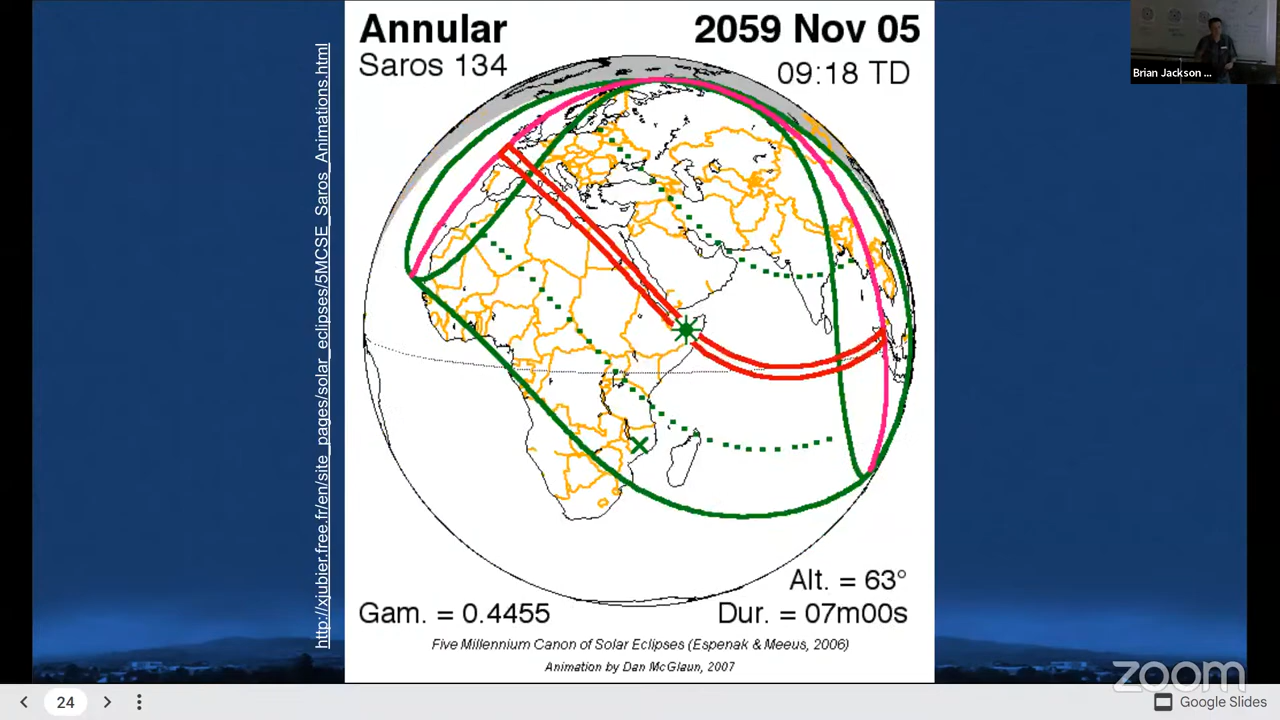 Annular
2059 Nov 05
Saros 134
09:18 TD
http://xjubier.free.fr/en/site_pages/solar_eclipses/5MCSE_Saros_Animations.html
Brian Jackson ...
Alt. = 63°
Gam. = 0.4455
Dur. = 07m00s
Five Millennium Canon of Solar Eclipses (Espenak & Meeus, 2006)
Animation by Dan McGlaun, 2007
zoom
24
Google Slides